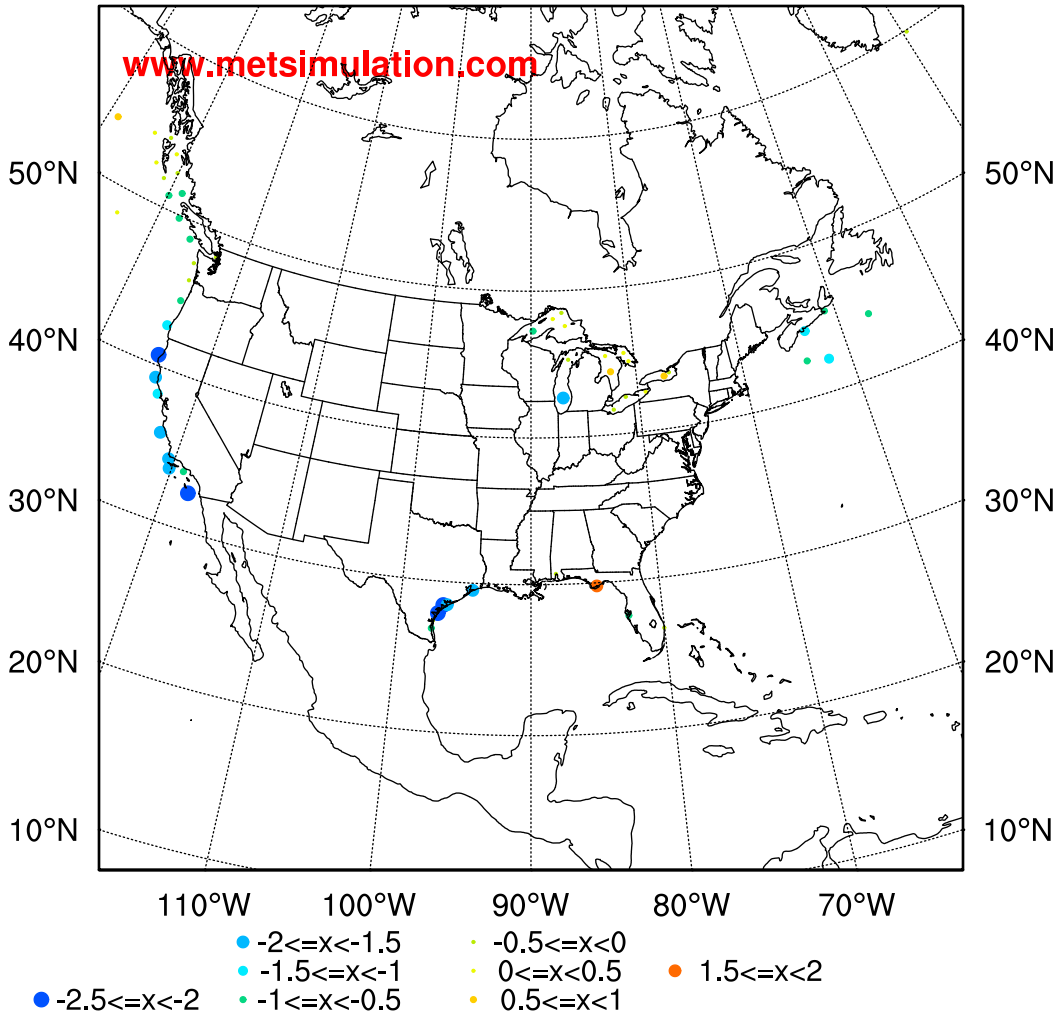 www.metsimulation.com
50°N 50°N
40°N 40°N
30°N 30°N
20°N 20°N
10°N 10°N
110°W 100°W 90°W 80°W 70°W
-2<=x<-1.5 -0.5<=x<0
-1.5<=x<-1 0<=x<0.5 1.5<=x<2
-2.5<=x<-2 -1<=x<-0.5 0.5<=x<1